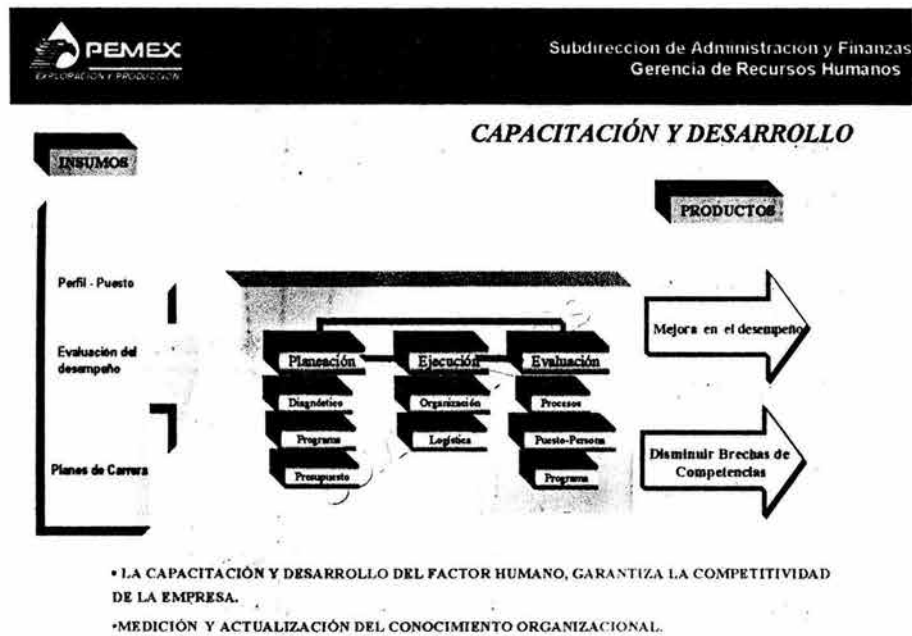 PEMEX
EXPLORACIÓN Y PRODUCCIÓN
Subdirección de Administración y Finanzas
Gerencia de Recursos Humanos
CAPACITACIÓN Y DESARROLLO
INSUMOS
PRODUCTOS
Perfil - Puesto
Evaluación del
desempeño
Planes de Carrera
Planeación
Diagnóstico
Programa
Presupuesto
Ejecución
Organización
Logística
Evaluación
Procesos
Puesto-Persona
Programa
Mejora en el desempeño
Disminuir Brechas de
Competencias
• LA CAPACITACIÓN Y DESARROLLO DEL FACTOR HUMANO, GARANTIZA LA COMPETITIVIDAD
DE LA EMPRESA.
•MEDICIÓN Y ACTUALIZACIÓN DEL CONOCIMIENTO ORGANIZACIONAL.